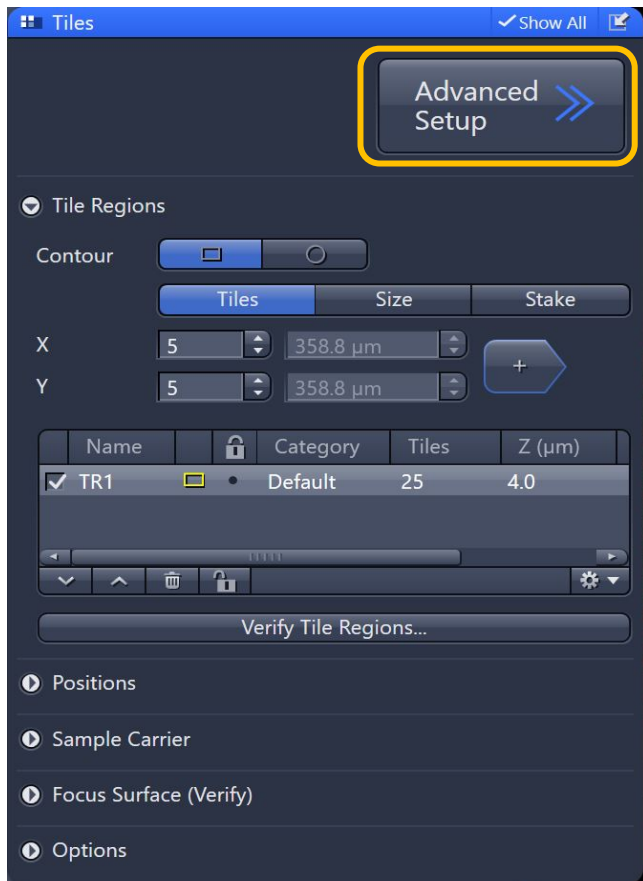 Tiles
Show All
Advanced
Setup
Tile Regions
Contour
Tiles Size Stake
X 5 358.8 µm
+
Y 5 358.8 µm
Name Category Tiles Z (µm)
TR1 Default 25 4.0
Verify Tile Regions...
Positions
Sample Carrier
Focus Surface (Verify)
Options